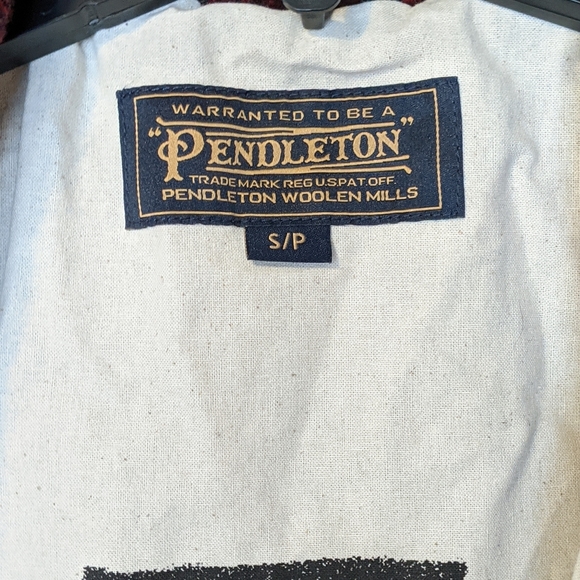 WARRANTED TO BE A
"PENDLETON"
TRADE MARK REG U.S.PAT.OFF.
PENDLETON WOOLEN MILLS
S/P